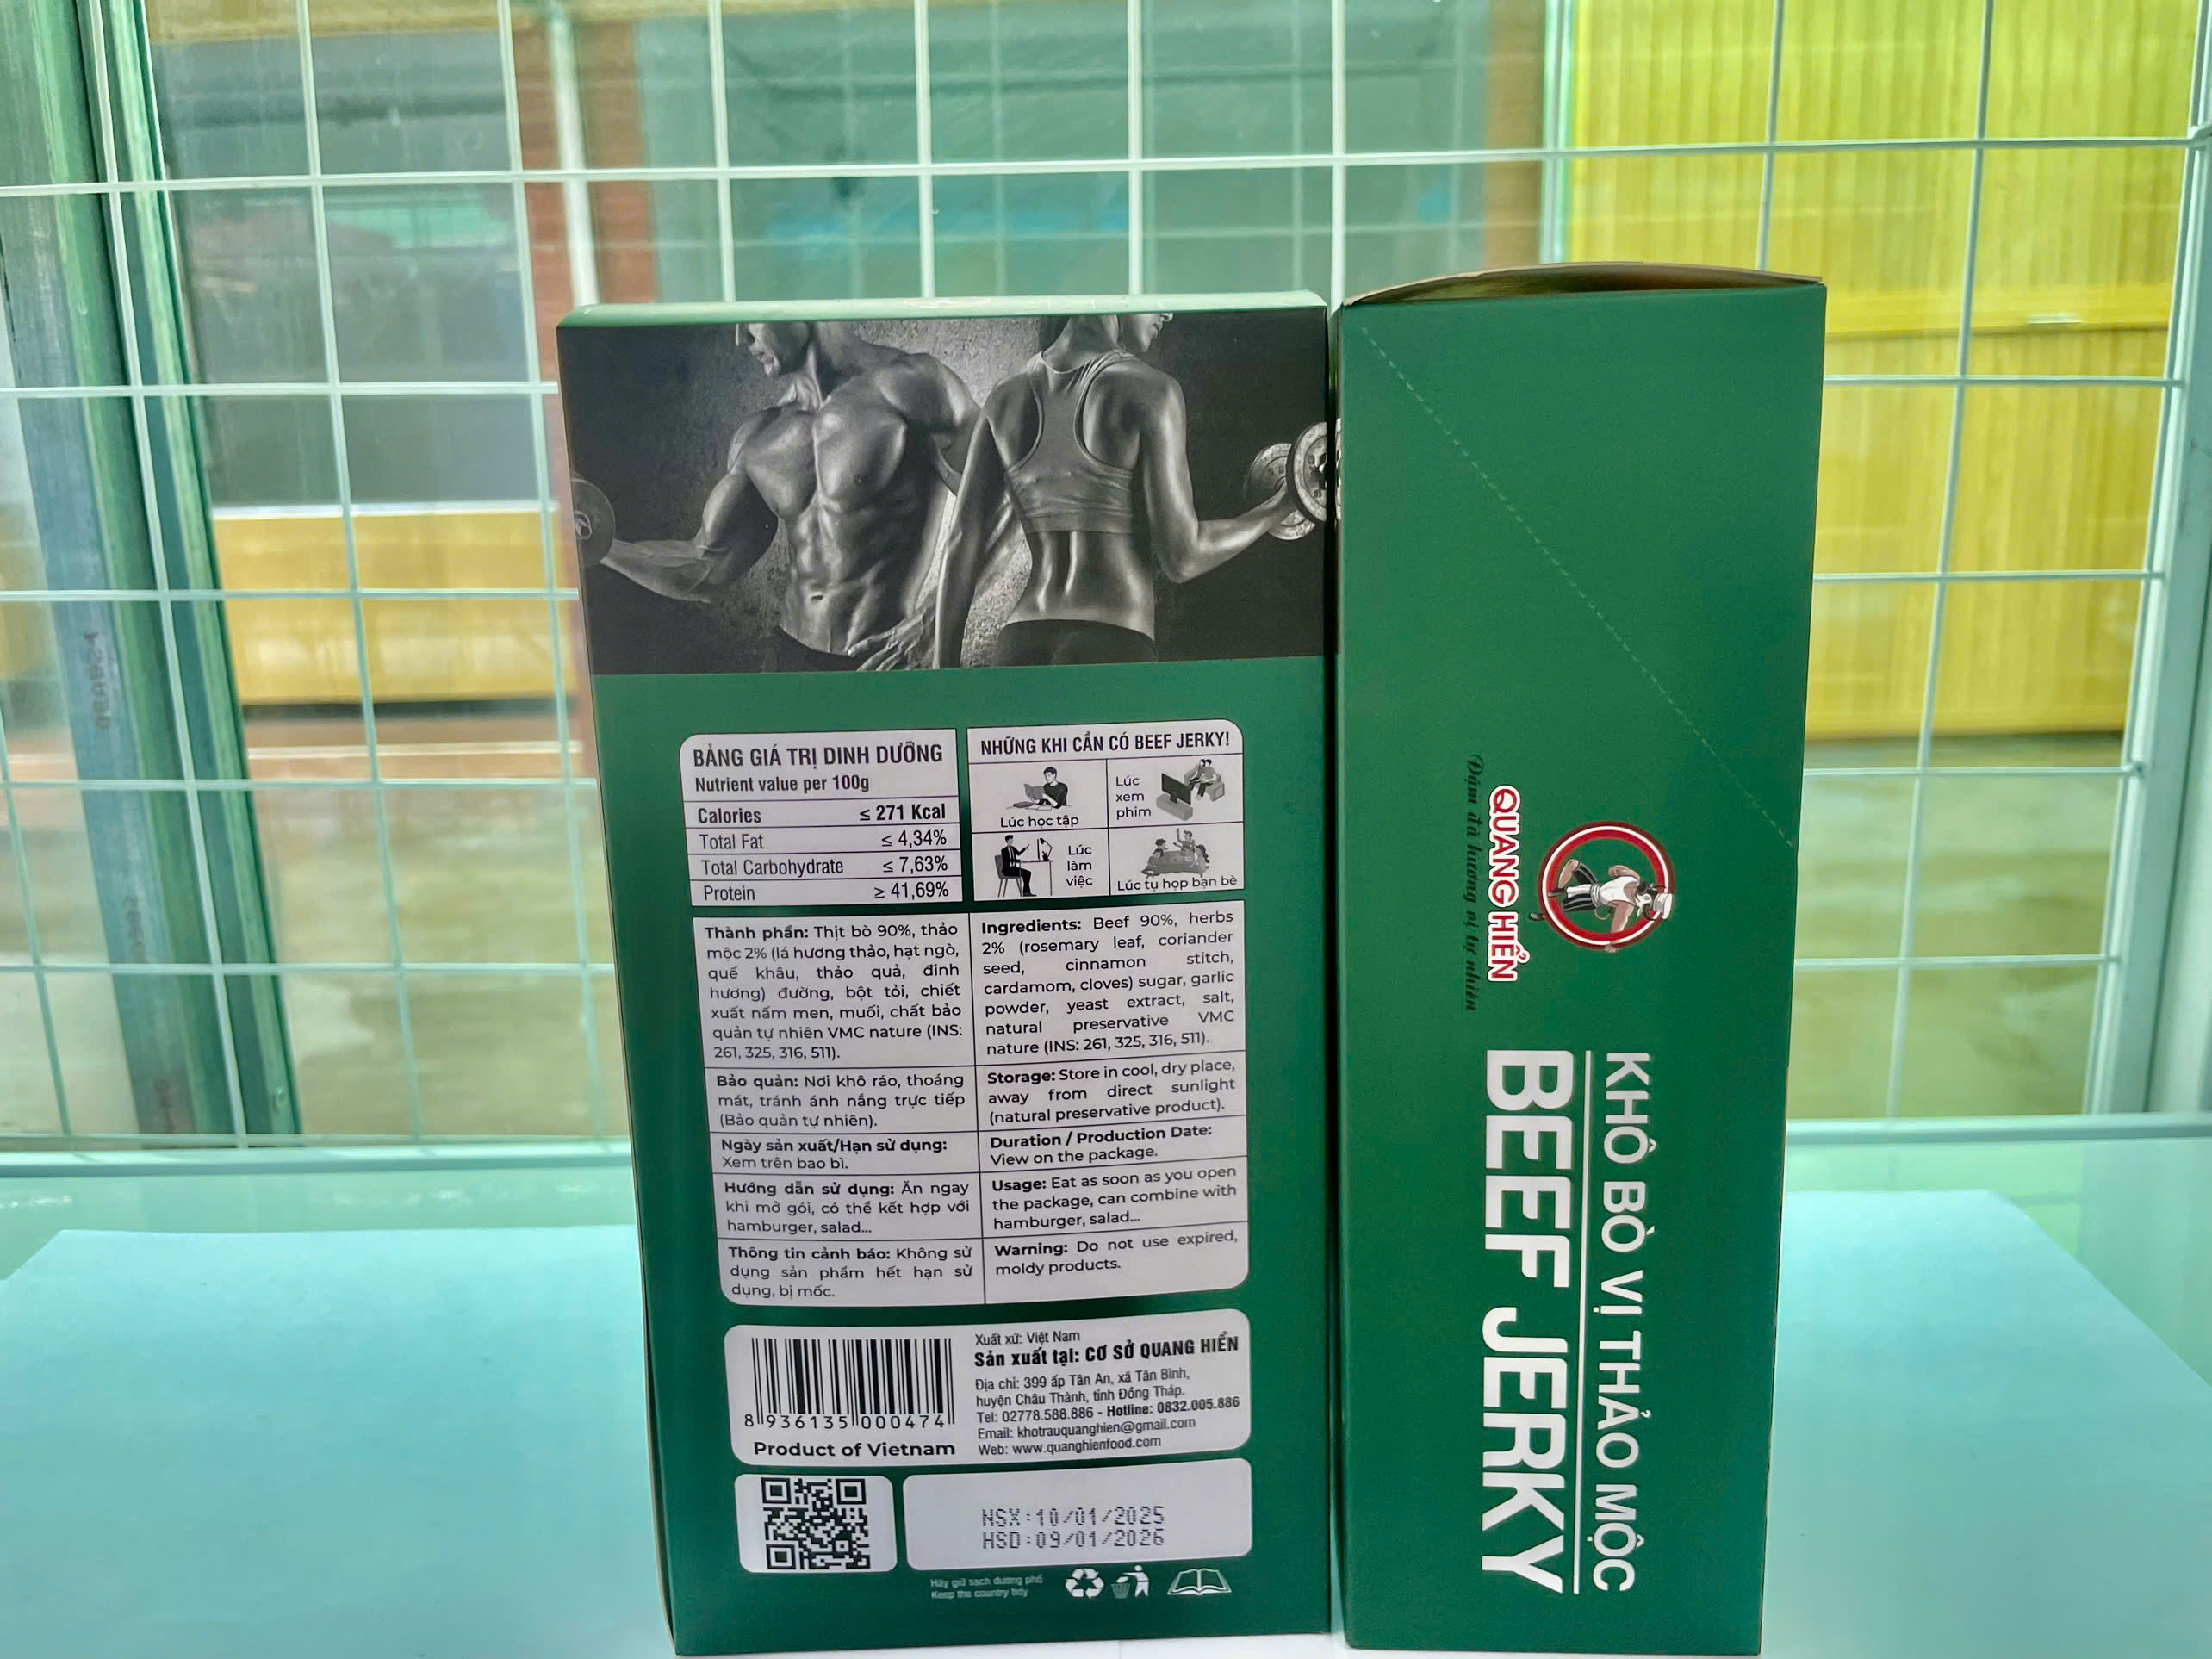 BẢNG GIÁ TRỊ DINH DƯỠNG
Nutrient value per 100g
Calories ≤ 271 Kcal
Total Fat ≤ 4,34%
Total Carbohydrate ≤ 7,63%
Protein ≥ 41,69%
NHỮNG KHI CẦN CÓ BEEF JERKY!
Lúc học tập
Lúc
xem
phim
Lúc
làm
việc
Lúc tụ họp bạn bè
Thành phần: Thịt bò 90%, thảo
mộc 2% (lá hương thảo, hạt ngò,
quế khâu, thảo quả, đinh
hương) đường, bột tỏi, chiết
xuất nấm men, muối, chất bảo
quản tự nhiên VMC nature (INS:
261, 325, 316, 511).
Ingredients: Beef 90%, herbs
2% (rosemary leaf, coriander
seed, cinnamon stitch,
cardamom, cloves) sugar, garlic
powder, yeast extract, salt,
natural preservative VMC
nature (INS: 261, 325, 316, 511).
Bảo quản: Nơi khô ráo, thoáng
mát, tránh ánh nắng trực tiếp
(Bảo quản tự nhiên).
Storage: Store in cool, dry place,
away from direct sunlight
(natural preservative product).
Ngày sản xuất/Hạn sử dụng:
Xem trên bao bì.
Duration / Production Date:
View on the package.
Hướng dẫn sử dụng: Ăn ngay
khi mở gói, có thể kết hợp với
hamburger, salad...
Usage: Eat as soon as you open
the package, can combine with
hamburger, salad...
Thông tin cảnh báo: Không sử
dụng sản phẩm hết hạn sử
dụng, bị mốc.
Warning: Do not use expired,
moldy products.
8 936135 000474
Product of Vietnam
Xuất xứ: Việt Nam
Sản xuất tại: CƠ SỞ QUANG HIỂN
Địa chỉ: 399 ấp Tân An, xã Tân Bình,
huyện Châu Thành, tỉnh Đồng Tháp.
Tel: 02778.588.886 - Hotline: 0832.005.886
Email: khotrauquanghien@gmail.com
Web: www.quanghienfood.com
NSX:10/01/2025
HSD:09/01/2026
Hãy giữ sạch đường phố
Keep the country tidy
QUANG HIỂN
Đậm đà hương vị tự nhiên
KHÔ BÒ VỊ THẢO MỘC
BEEF JERKY